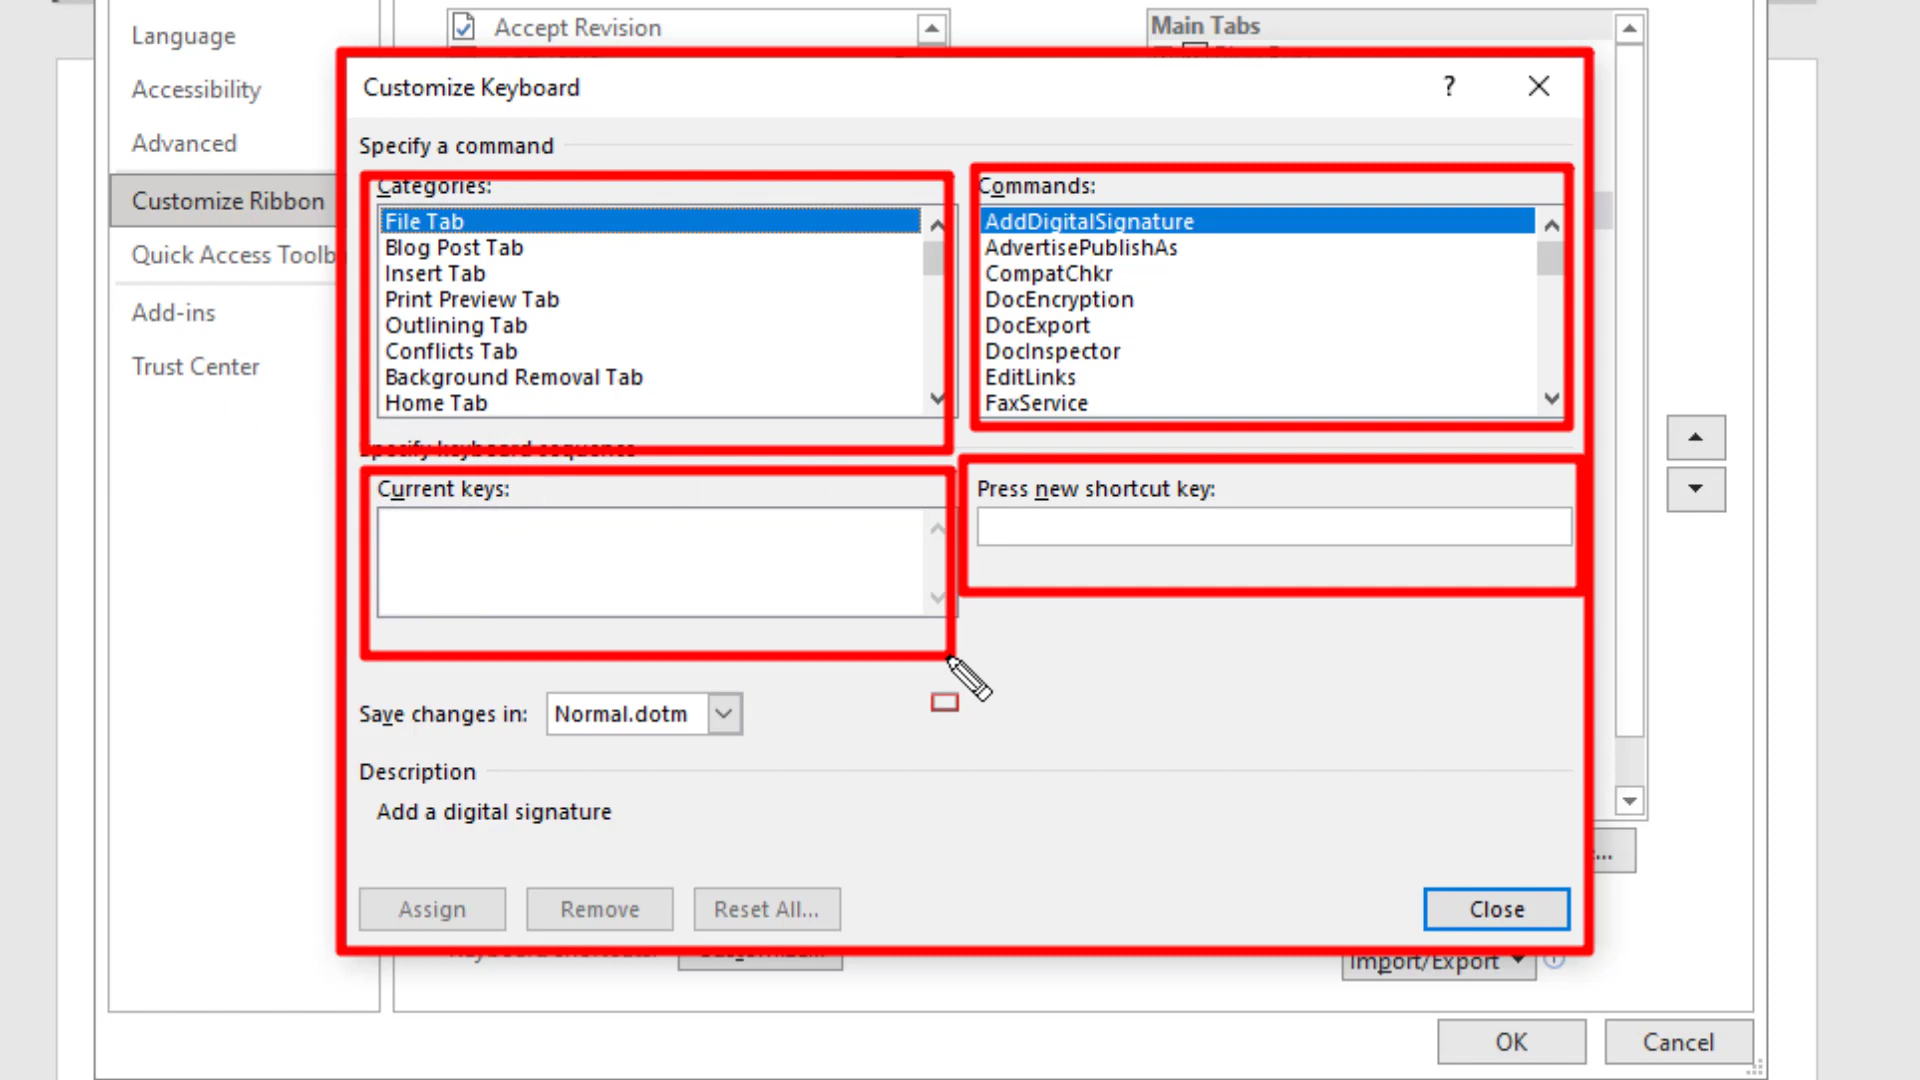 Language
Accept Revision
Main Tabs
Accessibility
Customize Keyboard
?
Advanced
Specify a command
Customize Ribbon
Categories:
Commands:
File Tab
AddDigitalSignature
Blog Post Tab
AdvertisePublishAs
Quick Access Toolb
Insert Tab
CompatChkr
Print Preview Tab
DocEncryption
Add-ins
Outlining Tab
DocExport
Conflicts Tab
DocInspector
Trust Center
Background Removal Tab
EditLinks
Home Tab
FaxService
Specify keyboard sequence
Current keys:
Press new shortcut key:
Save changes in:
Normal.dotm
Description
Add a digital signature
...
Assign
Remove
Reset All...
Close
Import/Export
OK
Cancel